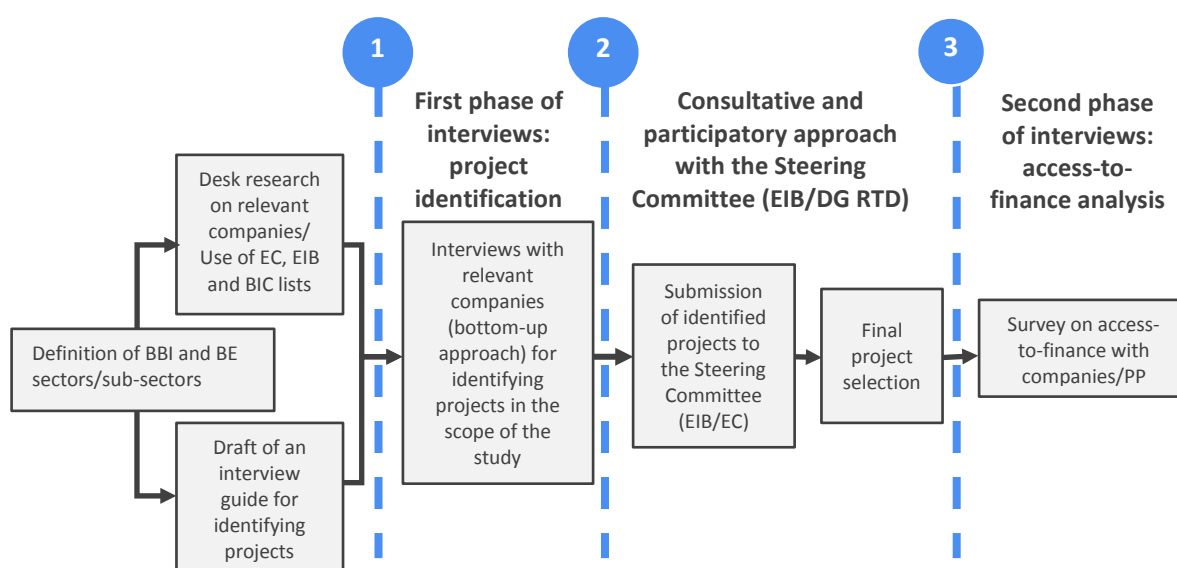 1
2
3
First phase of
interviews:
project
identification
Consultative and
participatory approach
with the Steering
Committee (EIB/DG RTD)
Second phase
of interviews:
access-to-
finance analysis
Desk research
on relevant
companies/
Use of EC, EIB
and BIC lists
Definition of BBI and BE
sectors/sub-sectors
Draft of an
interview
guide for
identifying
projects
Interviews with
relevant
companies
(bottom-up
approach) for
identifying
projects in the
scope of the
study
Submission
of identified
projects to
the Steering
Committee
(EIB/EC)
Final
project
selection
Survey on access-
to-finance with
companies/PP